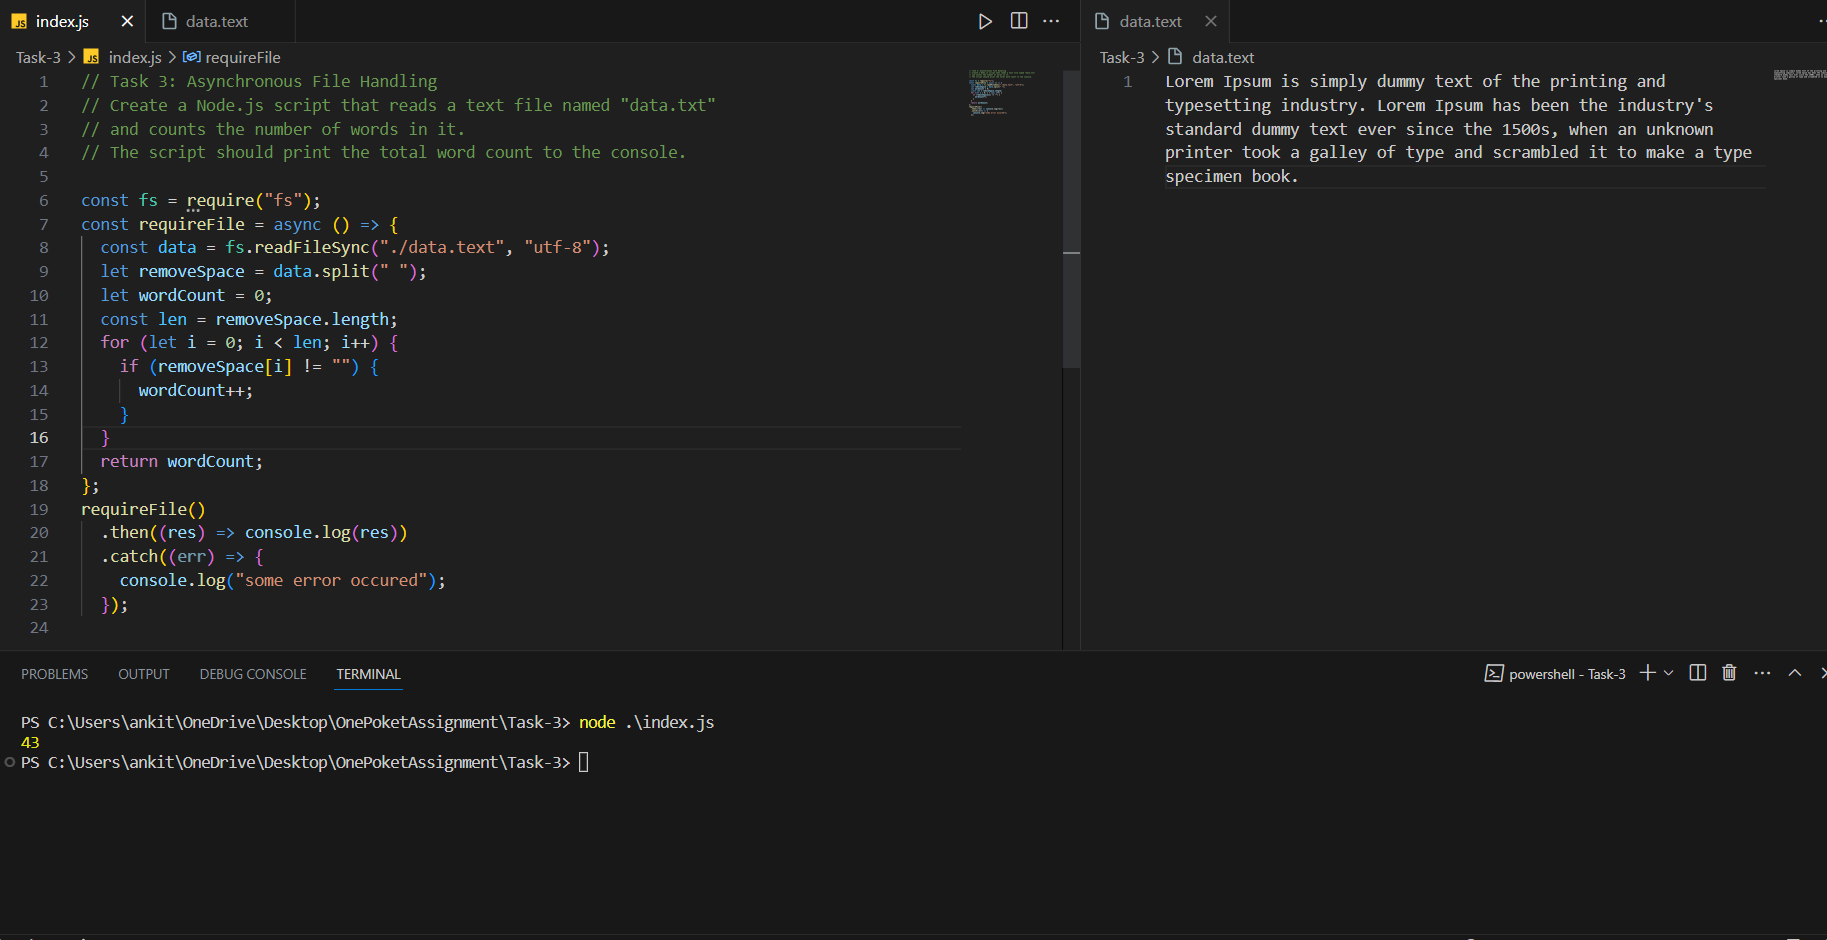 index.js
data.text
data.text
Task-3 > index.js > requireFile
Task-3 > data.text
1 // Task 3: Asynchronous File Handling
2 // Create a Node.js script that reads a text file named "data.txt"
3 // and counts the number of words in it.
4 // The script should print the total word count to the console.
5
6 const fs = require("fs");
7 const requireFile = async () => {
8 const data = fs.readFileSync("./data.text", "utf-8");
9 let removeSpace = data.split(" ");
10 let wordCount = 0;
11 const len = removeSpace.length;
12 for (let i = 0; i < len; i++) {
13 if (removeSpace[i] != "") {
14 wordCount++;
15 }
16 }
17 return wordCount;
18 };
19 requireFile()
20 .then((res) => console.log(res))
21 .catch((err) => {
22 console.log("some error occured");
23 });
24
1 Lorem Ipsum is simply dummy text of the printing and
typesetting industry. Lorem Ipsum has been the industry's
standard dummy text ever since the 1500s, when an unknown
printer took a galley of type and scrambled it to make a type
specimen book.
PROBLEMS OUTPUT DEBUG CONSOLE TERMINAL
powershell - Task-3
PS C:\Users\ankit\OneDrive\Desktop\OnePoketAssignment\Task-3> node .\index.js
43
PS C:\Users\ankit\OneDrive\Desktop\OnePoketAssignment\Task-3>